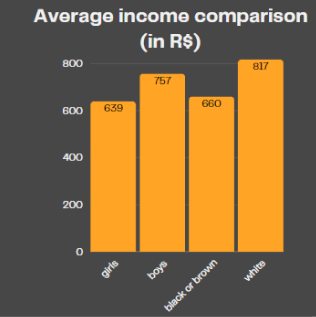 Average income comparison
(in R$)
800
600
400
200
0
639
757
660
817
girls
boys
black or brown
white